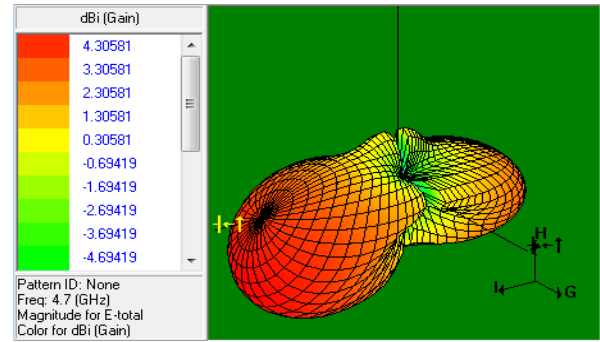 dBi (Gain)
4.30581
3.30581
2.30581
1.30581
0.30581
-0.69419
-1.69419
-2.69419
-3.69419
-4.69419
Pattern ID: None
Freq: 4.7 (GHz)
Magnitude for E-total
Color for dBi (Gain)
H
I
G